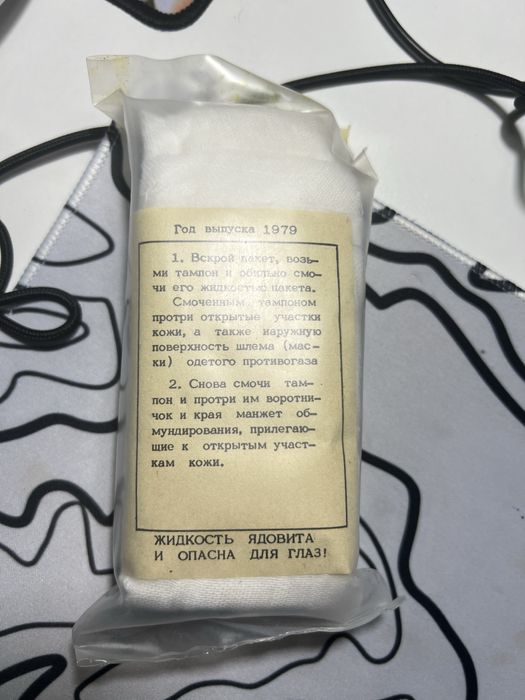 Год выпуска 1979
1. Вскрой пакет, возь-
ми тампон и обильно смо-
чи его жидкостью пакета.
Смоченным тампоном
протри открытые участки
кожи, а также наружную
поверхность шлема (мас-
ки) одетого противогаза
2. Снова смочи там-
пон и протри им воротни-
чок и края манжет об-
мундирования, прилегаю-
щие к открытым участ-
кам кожи.
ЖИДКОСТЬ ЯДОВИТА
И ОПАСНА ДЛЯ ГЛАЗ!